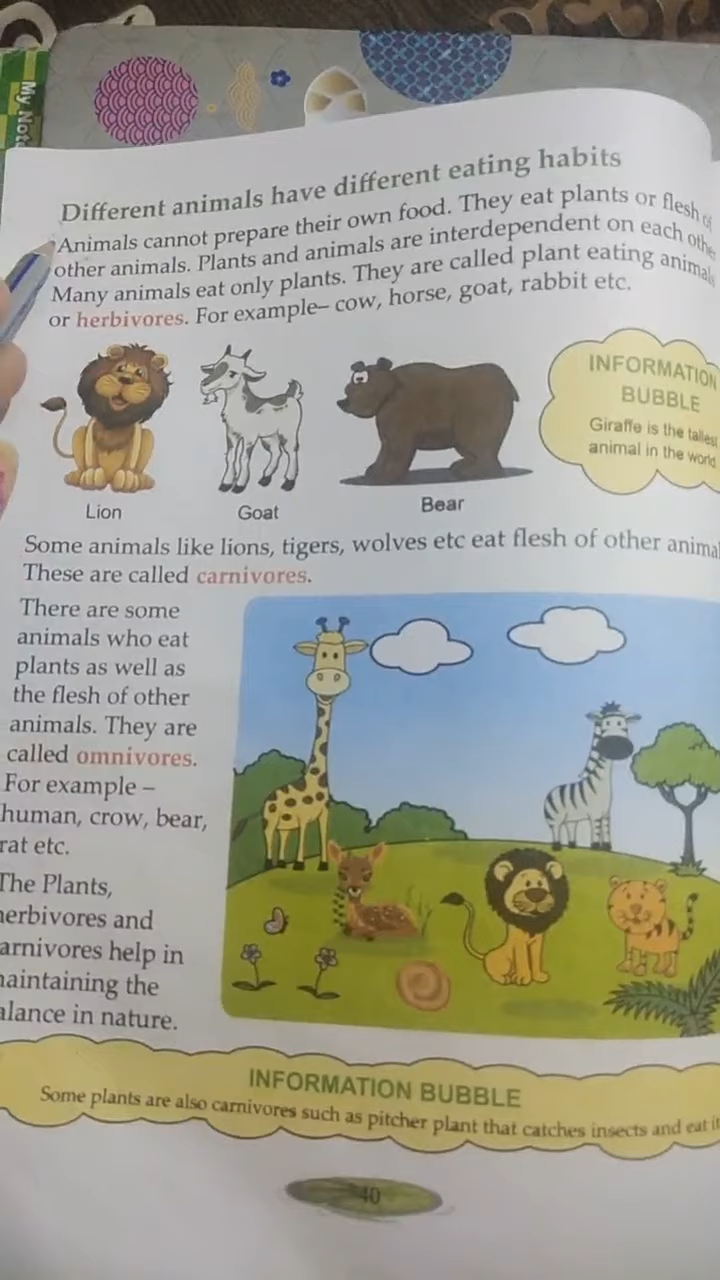 My Note
Different animals have different eating habits
Animals cannot prepare their own food. They eat plants or flesh of
other animals. Plants and animals are interdependent on each othe
Many animals eat only plants. They are called plant eating animals
or herbivores. For example– cow, horse, goat, rabbit etc.
INFORMATION
BUBBLE
Giraffe is the tallest
animal in the world
Lion
Goat
Bear
Some animals like lions, tigers, wolves etc eat flesh of other anima
These are called carnivores.
There are some
animals who eat
plants as well as
the flesh of other
animals. They are
called omnivores.
For example –
human, crow, bear,
rat etc.
The Plants,
herbivores and
arnivores help in
naintaining the
alance in nature.
INFORMATION BUBBLE
Some plants are also carnivores such as pitcher plant that catches insects and eat it
40